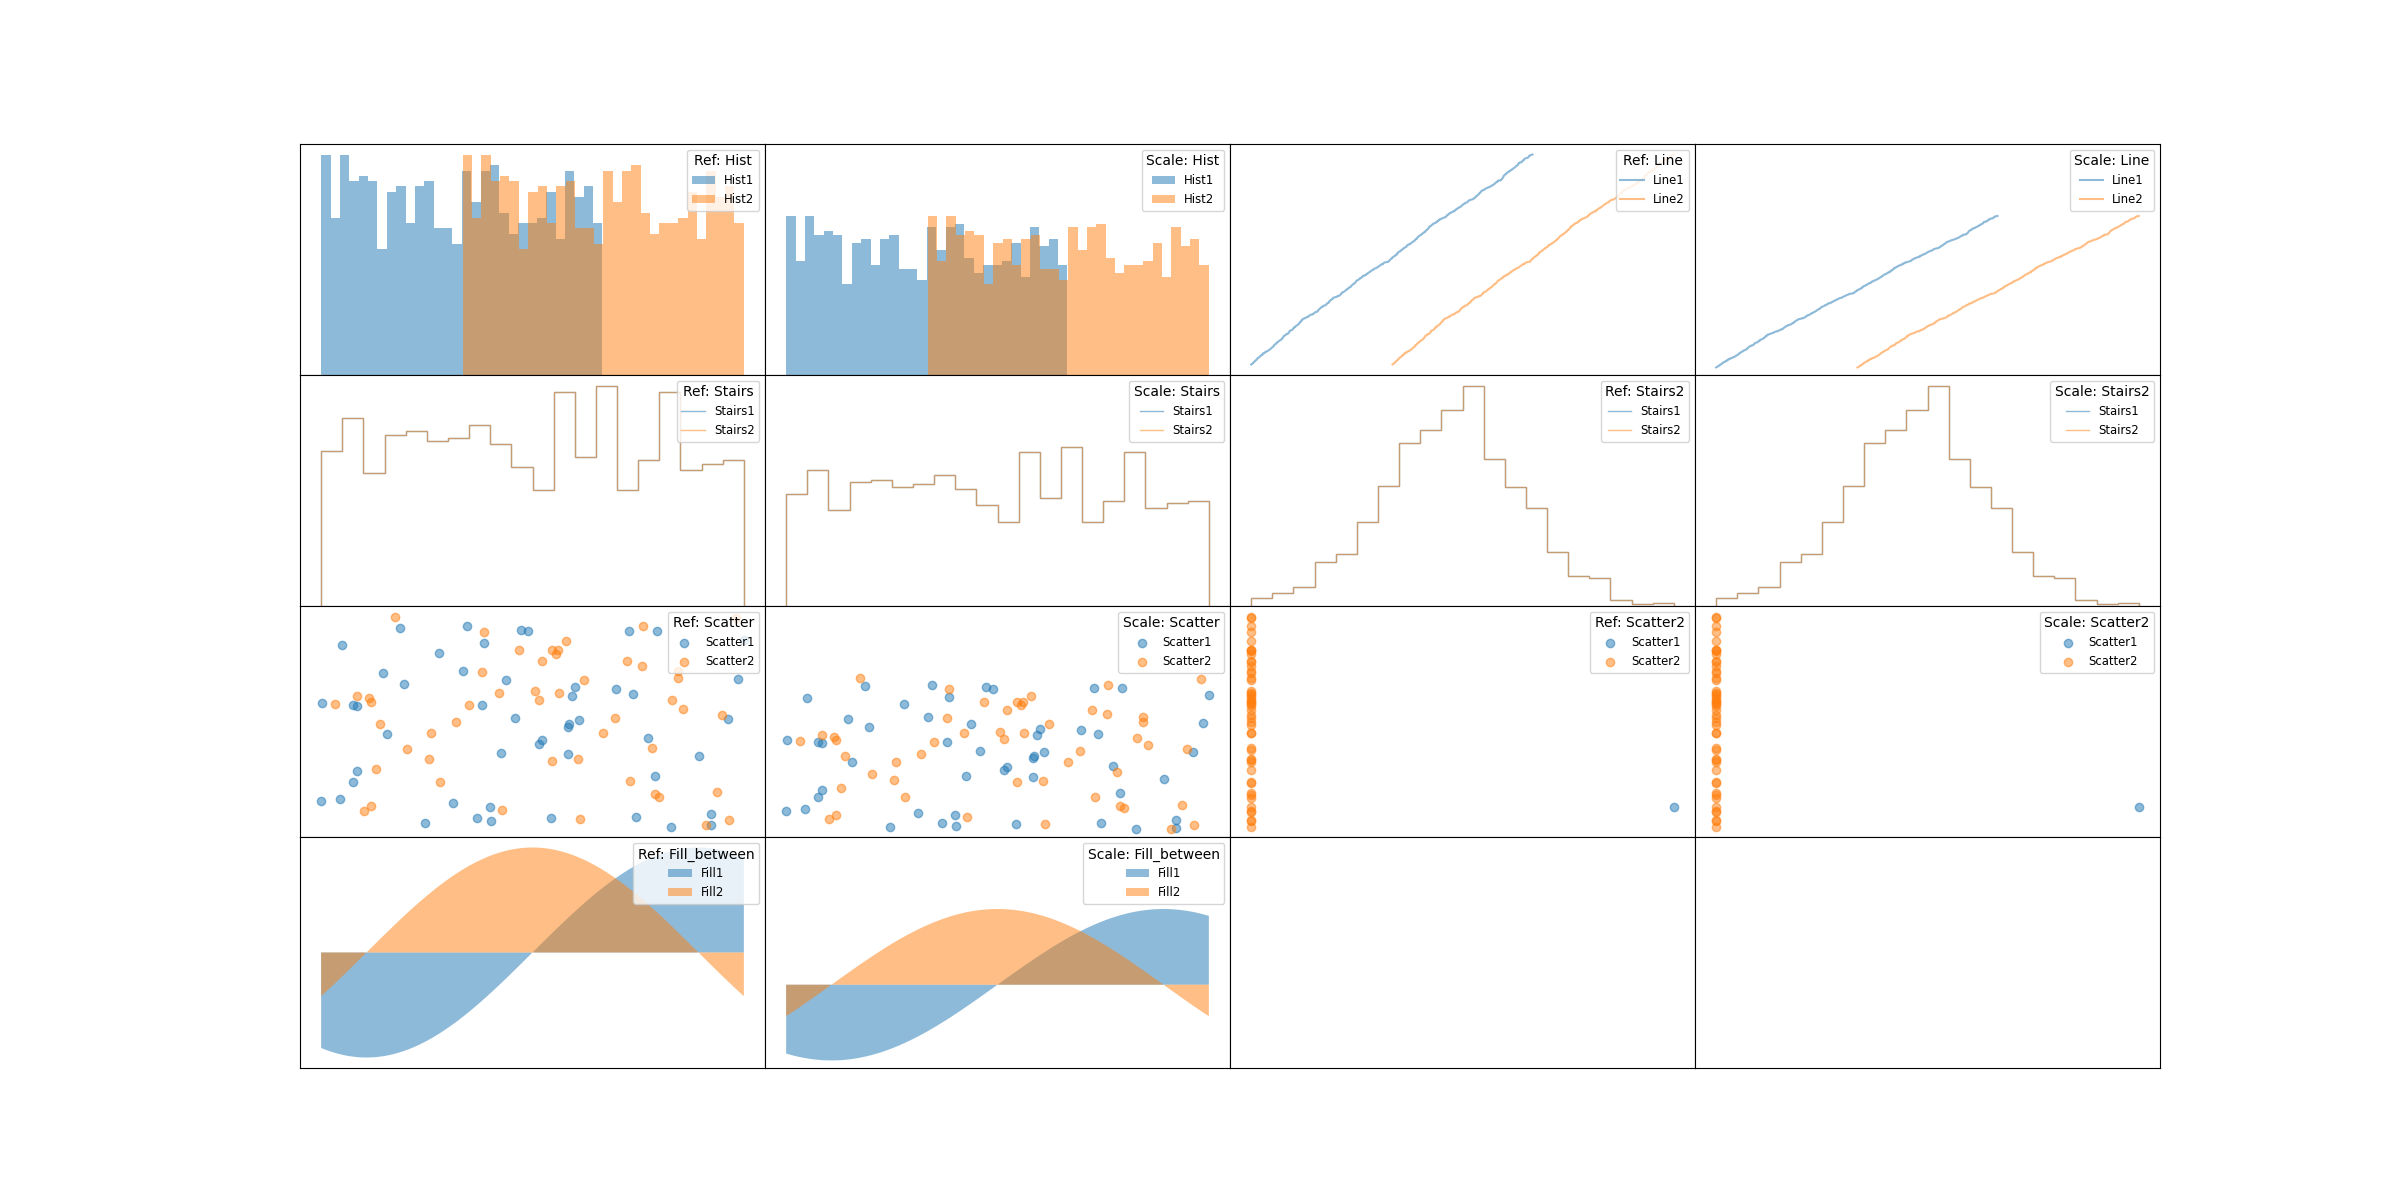 Ref: Hist
Hist1
Hist2
Scale: Hist
Hist1
Hist2
Ref: Line
Line1
Line2
Scale: Line
Line1
Line2
Ref: Stairs
Stairs1
Stairs2
Scale: Stairs
Stairs1
Stairs2
Ref: Stairs2
Stairs1
Stairs2
Scale: Stairs2
Stairs1
Stairs2
Ref: Scatter
Scatter1
Scatter2
Scale: Scatter
Scatter1
Scatter2
Ref: Scatter2
Scatter1
Scatter2
Scale: Scatter2
Scatter1
Scatter2
Ref: Fill_between
Fill1
Fill2
Scale: Fill_between
Fill1
Fill2